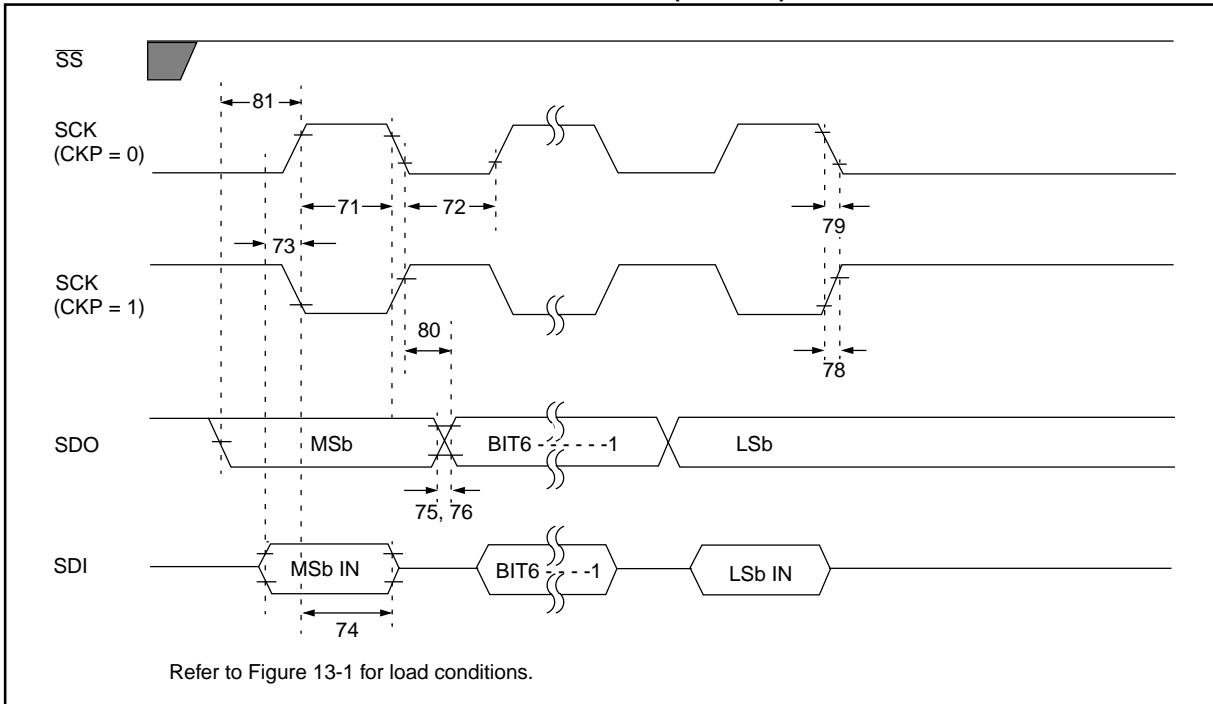 SS
81
SCK
(CKP = 0)
71
72
79
73
SCK
(CKP = 1)
80
78
SDO
MSb
BIT6 - - - - - -1
LSb
75, 76
SDI
MSb IN
BIT6 - - - -1
LSb IN
74
Refer to Figure 13-1 for load conditions.